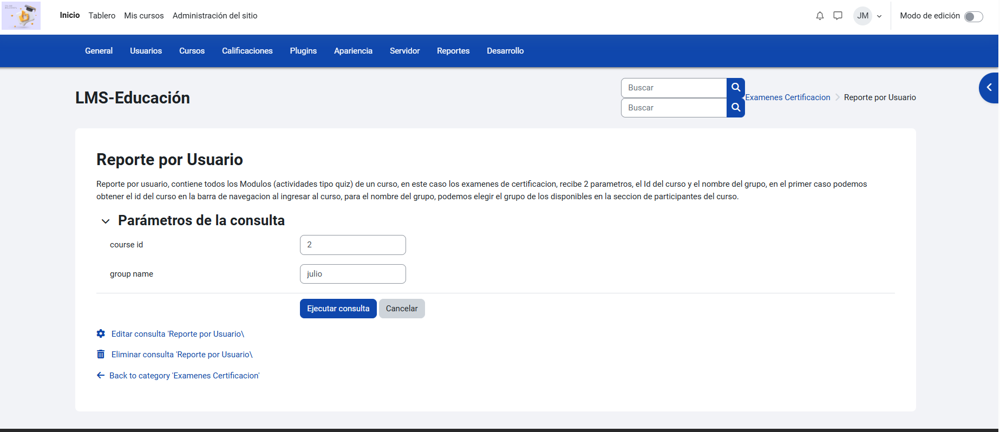 Inicio Tablero Mis cursos Administración del sitio JM Modo de edición
General Usuarios Cursos Calificaciones Plugins Apariencia Servidor Reportes Desarrollo
LMS-Educación
Buscar
Buscar
Examenes Certificacion Reporte por Usuario
Reporte por Usuario
Reporte por usuario, contiene todos los Modulos (actividades tipo quiz) de un curso, en este caso los examenes de certificacion, recibe 2 parametros, el Id del curso y el nombre del grupo, en el primer caso podemos
obtener el id del curso en la barra de navegacion al ingresar al curso, para el nombre del grupo, podemos elegir el grupo de los disponibles en la seccion de participantes del curso.
Parámetros de la consulta
course id 2
group name julio
Ejecutar consulta Cancelar
Editar consulta 'Reporte por Usuario\
Eliminar consulta 'Reporte por Usuario\
Back to category 'Examenes Certificacion'